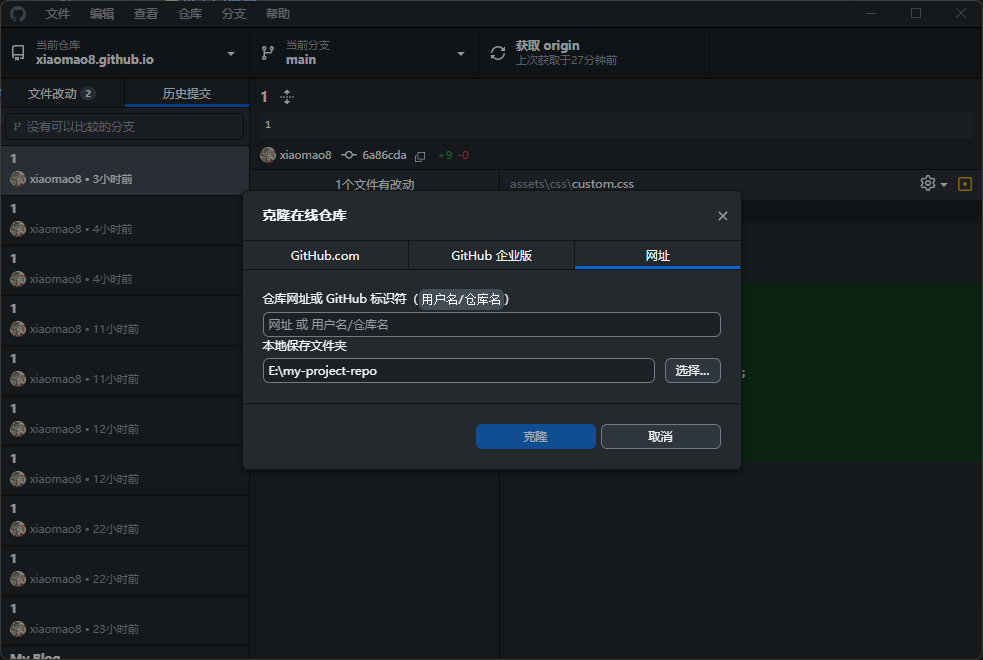 文件 编辑 查看 仓库 分支 帮助
当前仓库
xiaomao8.github.io
当前分支
main
获取 origin
上次获取于27分钟前
文件改动 2
历史提交
没有可以比较的分支
1
xiaomao8 • 3小时前
1
xiaomao8 • 4小时前
1
xiaomao8 • 4小时前
1
xiaomao8 • 11小时前
1
xiaomao8 • 11小时前
1
xiaomao8 • 12小时前
1
xiaomao8 • 12小时前
1
xiaomao8 • 22小时前
1
xiaomao8 • 22小时前
1
xiaomao8 • 23小时前
My Blog
1
1
xiaomao8 6a86cda +9 -0
1个文件有改动
assets\css\custom.css
;
克隆在线仓库
GitHub.com
GitHub 企业版
网址
仓库网址或 GitHub 标识符（用户名/仓库名）
网址 或 用户名/仓库名
本地保存文件夹
E:\my-project-repo
选择...
克隆
取消